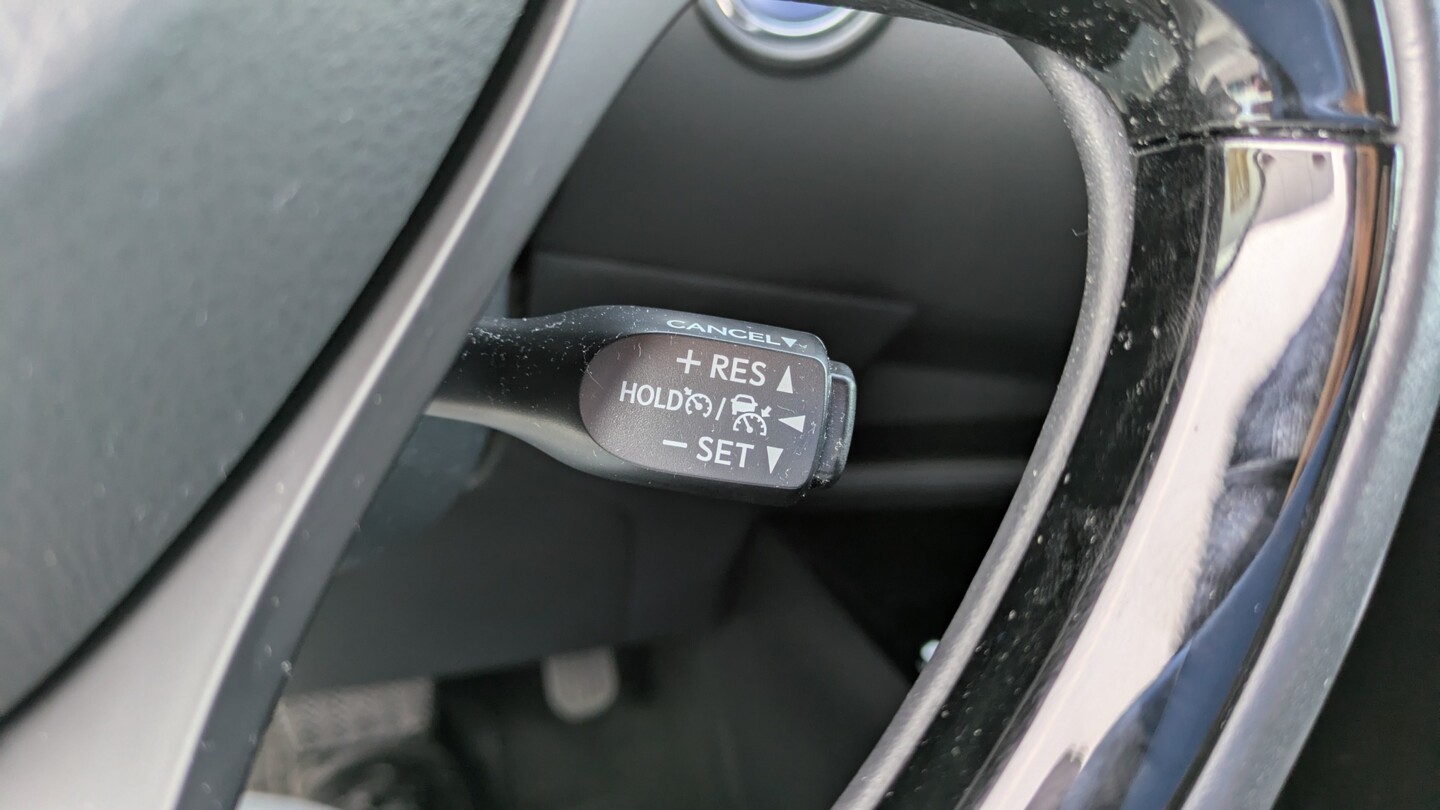 CANCEL▼
+ RES ▲
HOLD / ◀
− SET ▼